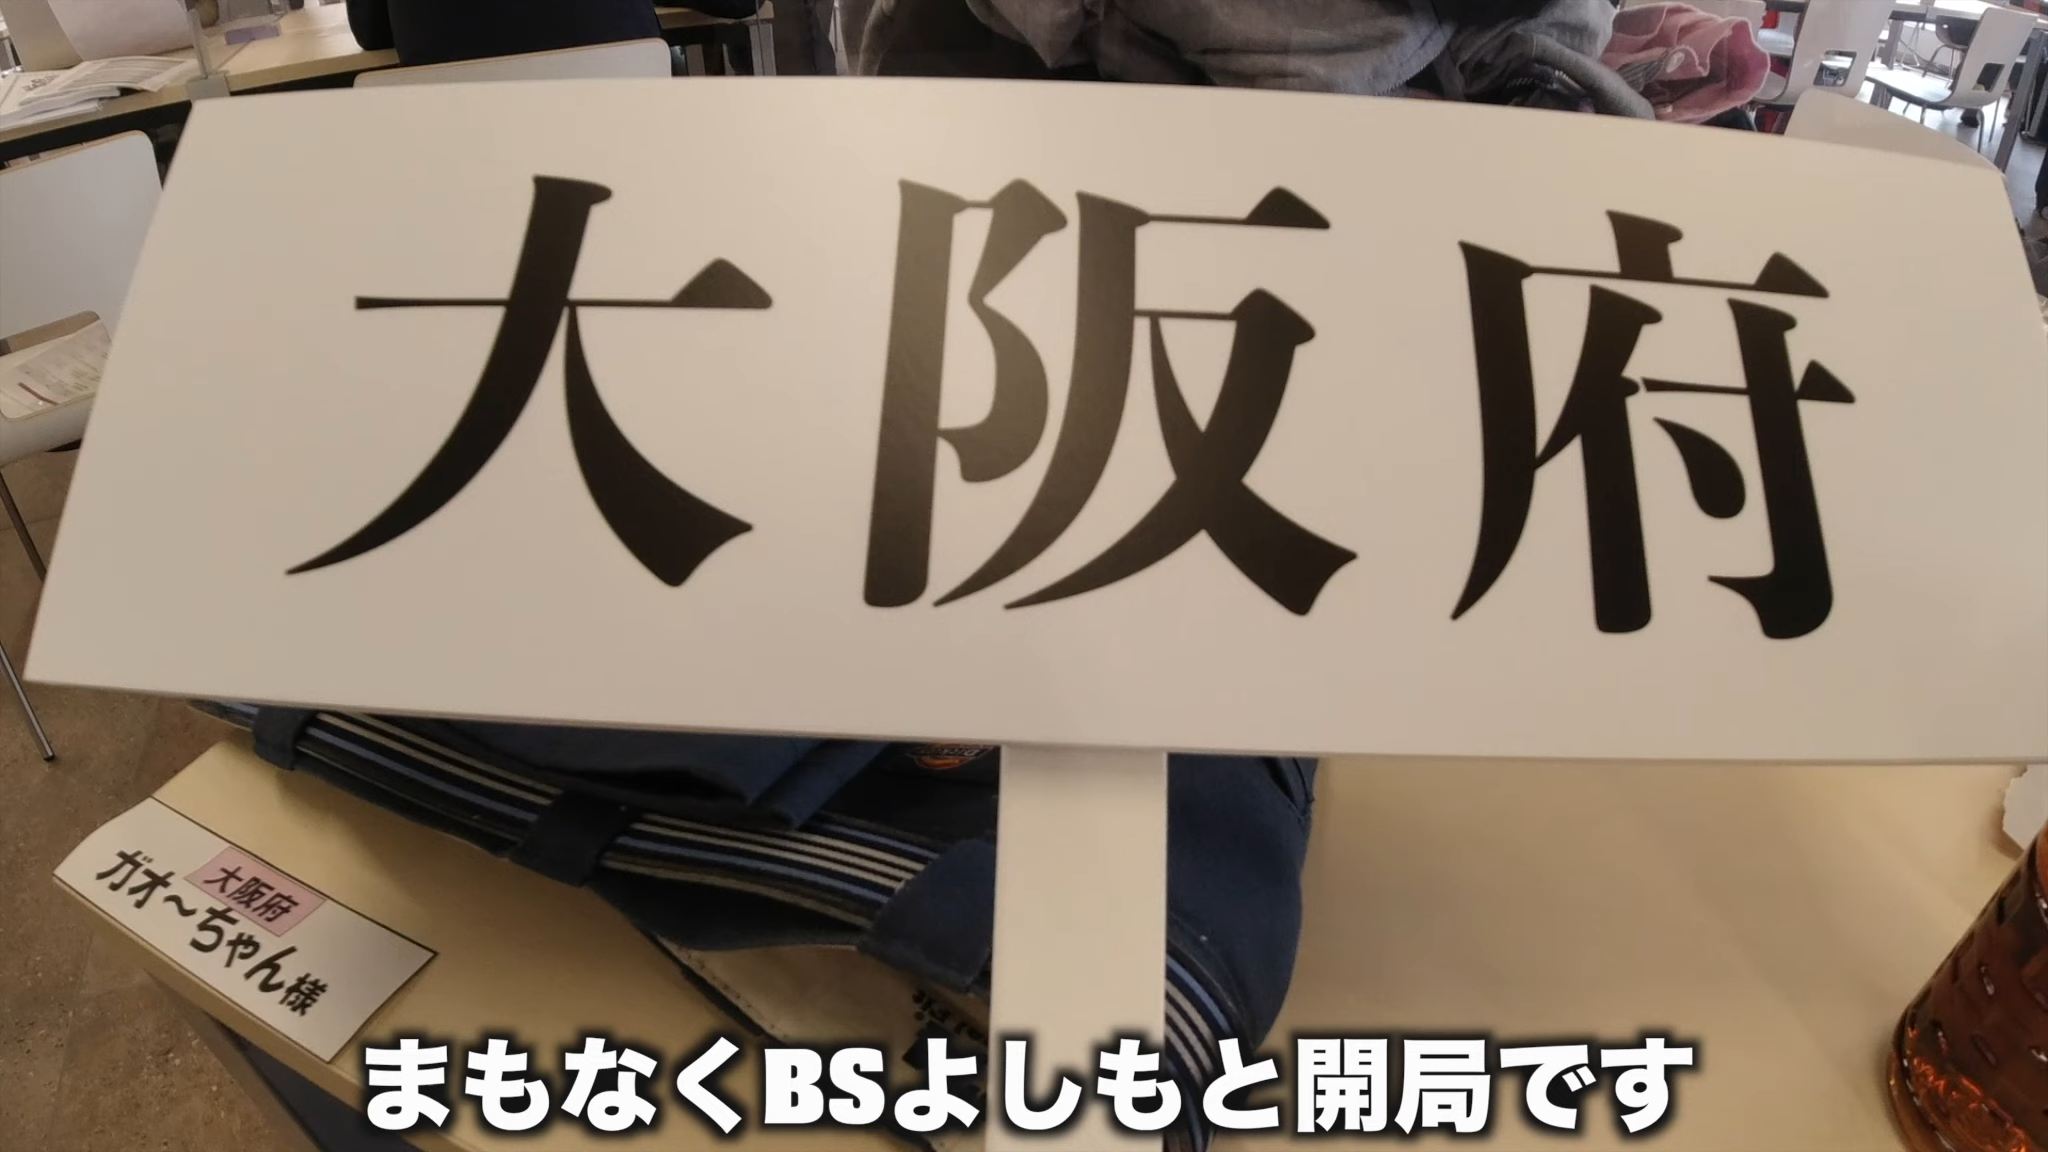 大阪府
大阪府
ガオ～ちゃん様
まもなくBSよしもと開局です